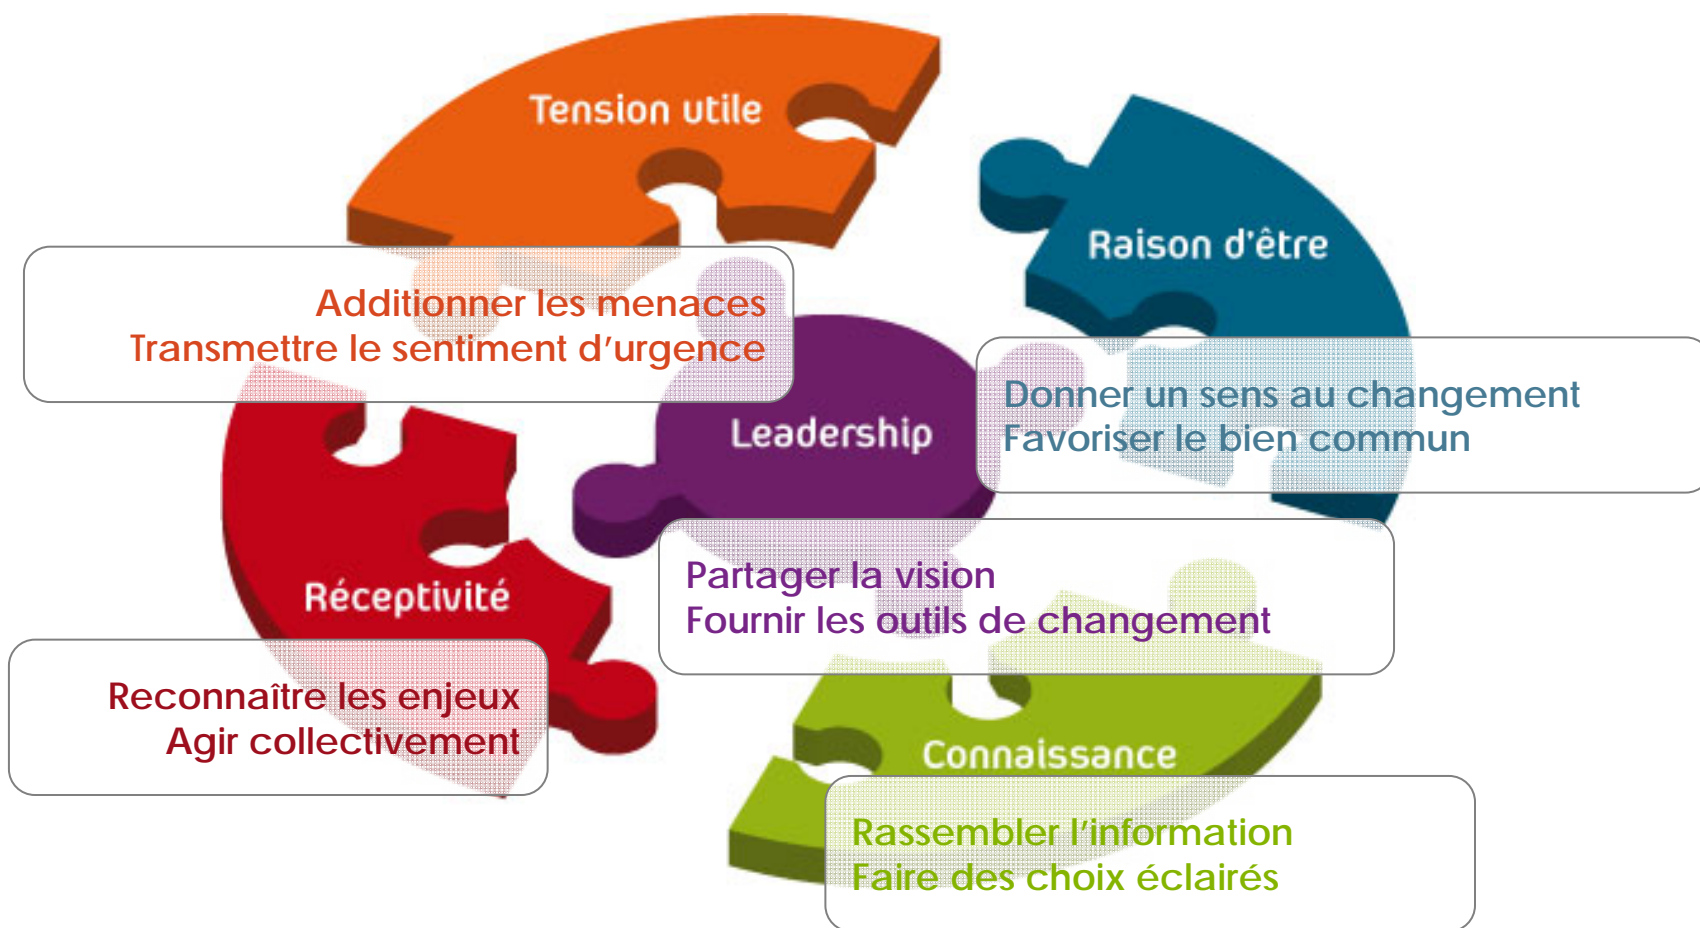 Tension utile
Additionner les menaces
Transmettre le sentiment d'urgence
Raison d'être
Donner un sens au changement
Favoriser le bien commun
Leadership
Partager la vision
Fournir les outils de changement
Réceptivité
Reconnaître les enjeux
Agir collectivement
Connaissance
Rassembler l'information
Faire des choix éclairés